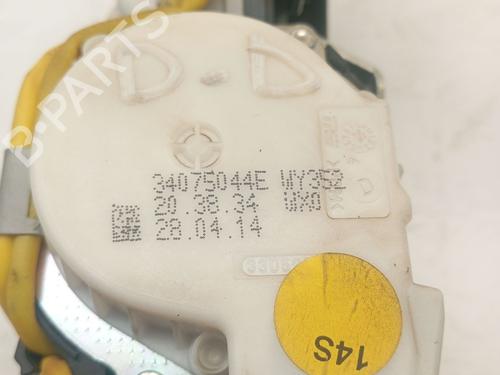 D - D
34075044E WY352
20.38.34 WX0
28.04.14
14S
B-PARTS